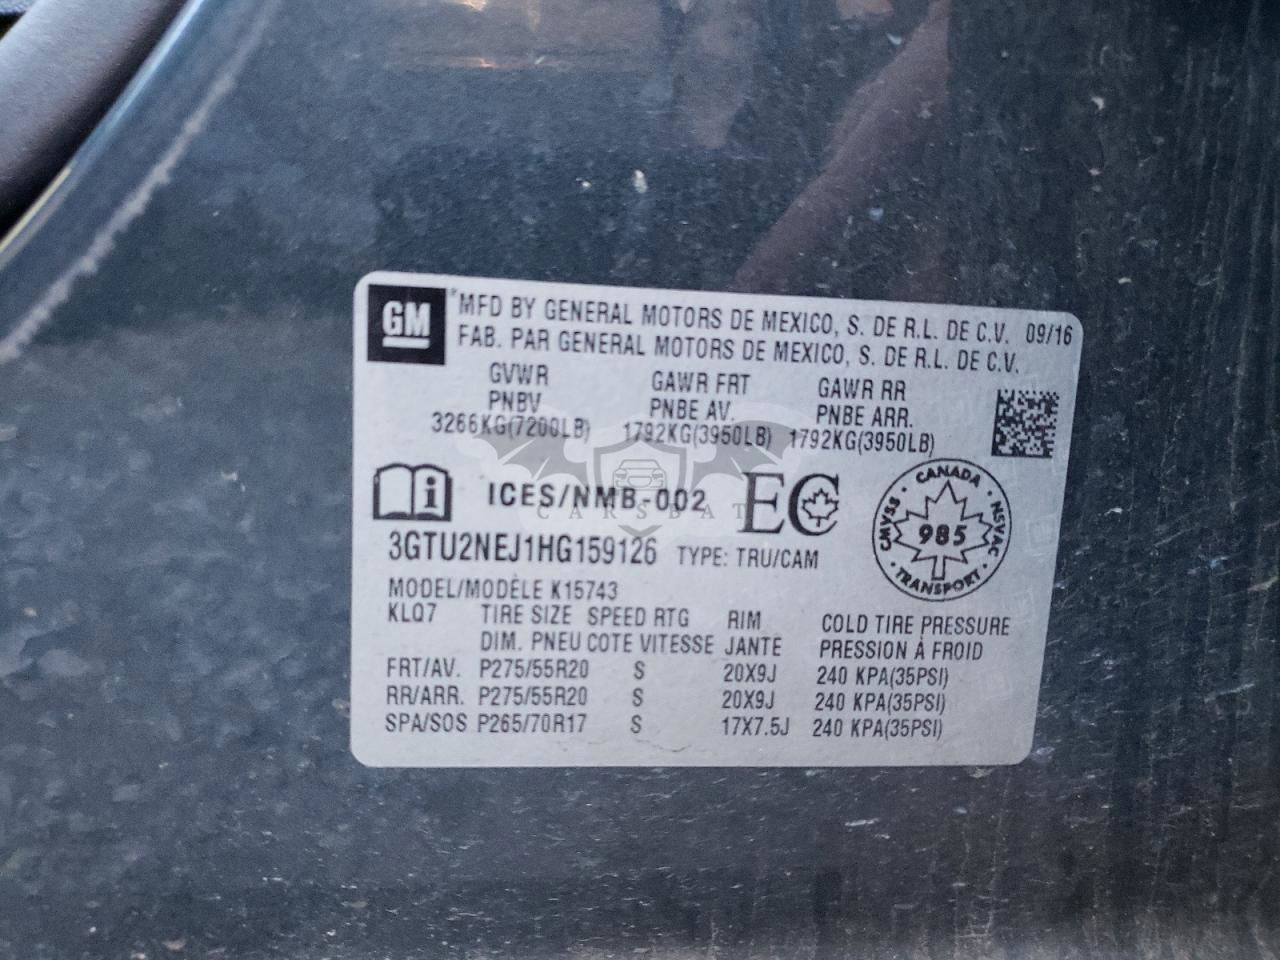 GM
*MFD BY GENERAL MOTORS DE MEXICO, S. DE R.L. DE C.V. 09/16
FAB. PAR GENERAL MOTORS DE MEXICO, S. DE R.L. DE C.V.
GVWR GAWR FRT GAWR RR
PNBV PNBE AV. PNBE ARR.
3266KG(7200LB) 1792KG(3950LB) 1792KG(3950LB)
i ICES/NMB-002 EC
CARSBAT
CANADA
CMVSS 985 NSVAC
TRANSPORT
3GTU2NEJ1HG159126 TYPE: TRU/CAM
MODEL/MODÈLE K15743
KLQ7 TIRE SIZE SPEED RTG RIM COLD TIRE PRESSURE
DIM. PNEU COTE VITESSE JANTE PRESSION À FROID
FRT/AV. P275/55R20 S 20X9J 240 KPA(35PSI)
RR/ARR. P275/55R20 S 20X9J 240 KPA(35PSI)
SPA/SOS P265/70R17 S 17X7.5J 240 KPA(35PSI)